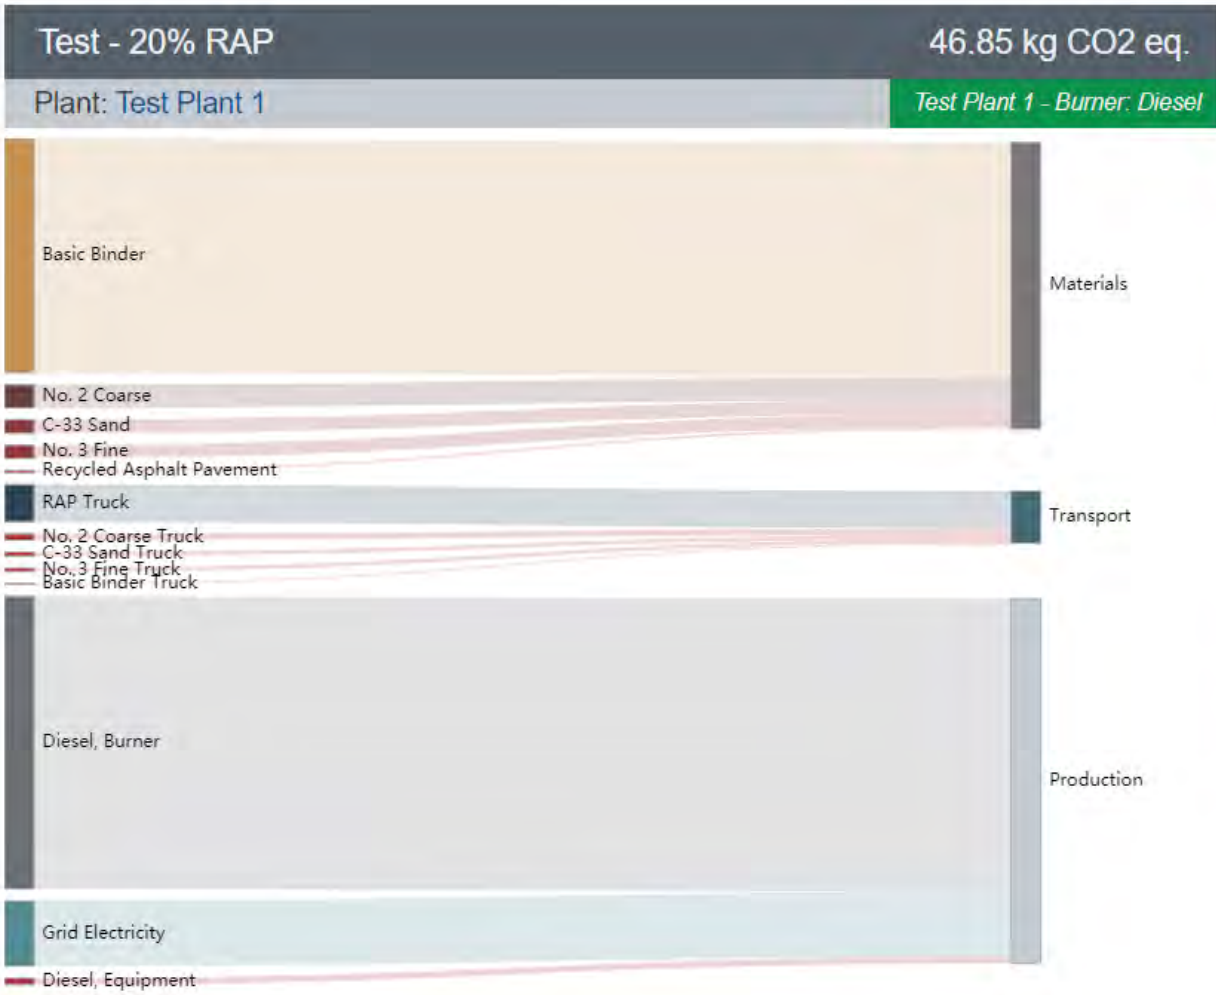 Test - 20% RAP
46.85 kg CO2 eq.
Plant: Test Plant 1
Test Plant 1 - Burner: Diesel
Basic Binder
Materials
No. 2 Coarse
C-33 Sand
No. 3 Fine
Recycled Asphalt Pavement
RAP Truck
Transport
No. 2 Coarse Truck
C-33 Sand Truck
No. 3 Fine Truck
Basic Binder Truck
Diesel, Burner
Production
Grid Electricity
Diesel, Equipment